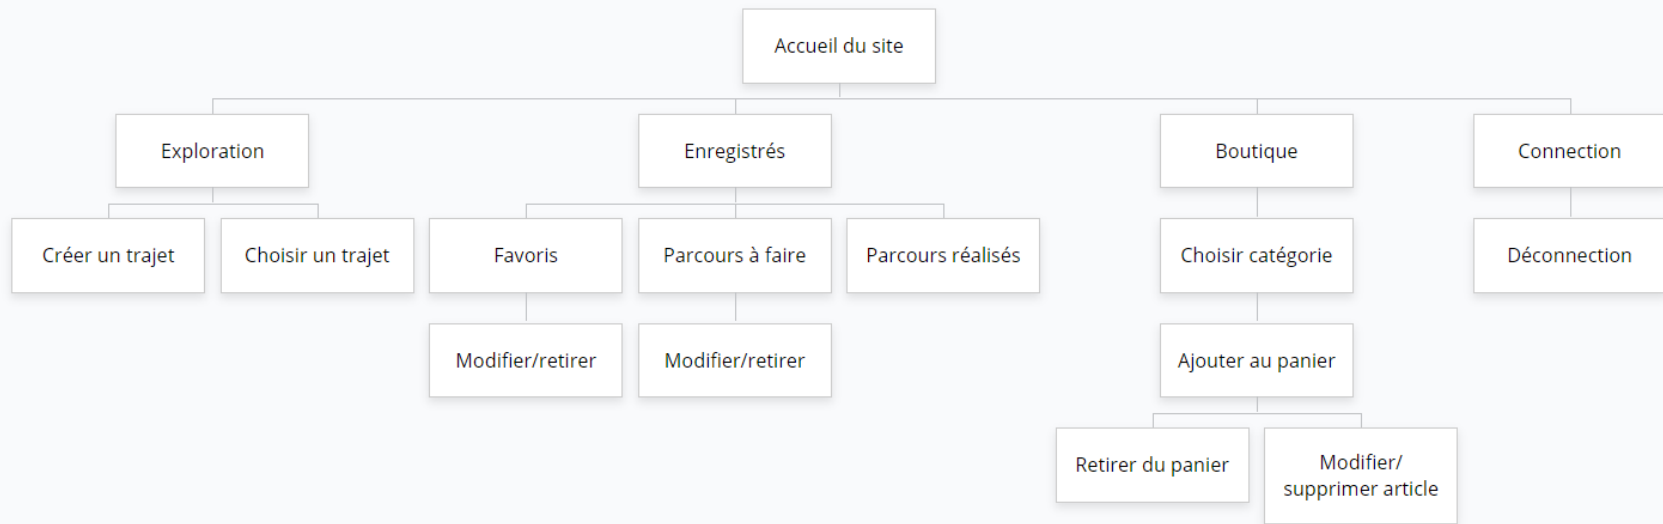 Accueil du site
Exploration
Enregistrés
Boutique
Connection
Créer un trajet
Choisir un trajet
Favoris
Parcours à faire
Parcours réalisés
Choisir catégorie
Déconnection
Modifier/retirer
Modifier/retirer
Ajouter au panier
Retirer du panier
Modifier/
supprimer article